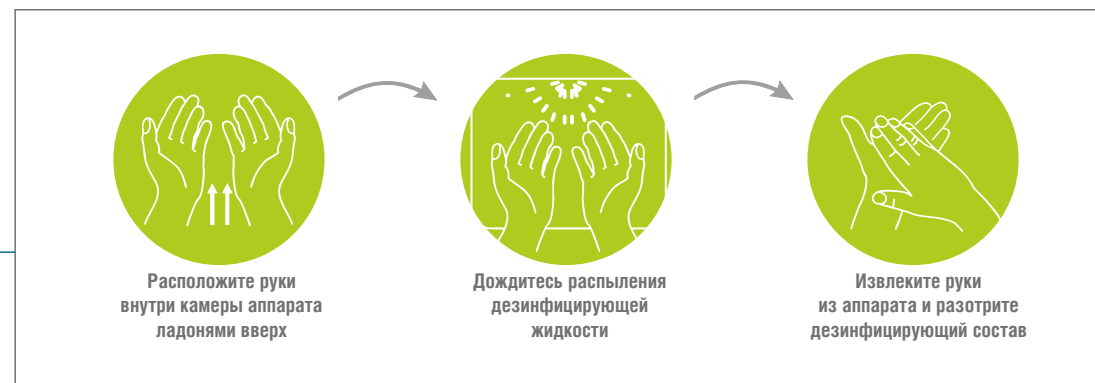 Расположите руки
внутри камеры аппарата
ладонями вверх
Дождитесь распыления
дезинфицирующей
жидкости
Извлеките руки
из аппарата и разотрите
дезинфицирующий состав